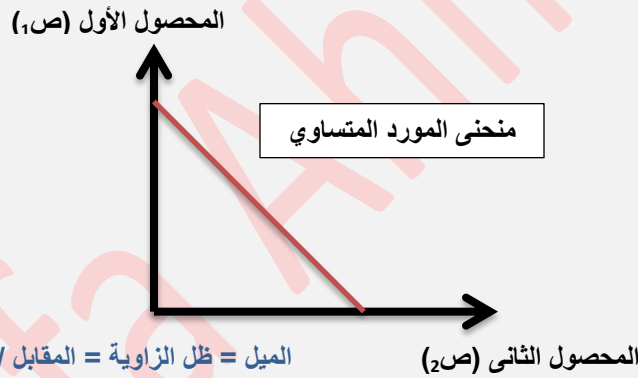 المحصول الأول (ص1)
منحنى المورد المتساوي
المحصول الثانى (ص2)
الميل = ظل الزاوية = المقابل /